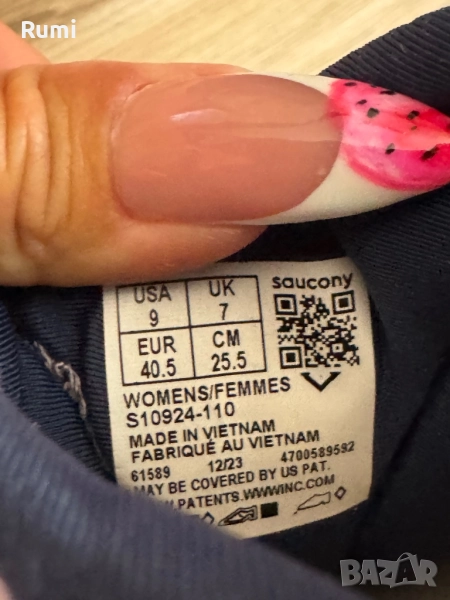 Rumi
saucony
USA UK
9 7
EUR CM
40.5 25.5
WOMENS/FEMMES
S10924-110
MADE IN VIETNAM
FABRIQUÉ AU VIETNAM
61589 12/23 4700589592
MAY BE COVERED BY US PAT.
PATENTS.WWWINC.COM
BAZAR